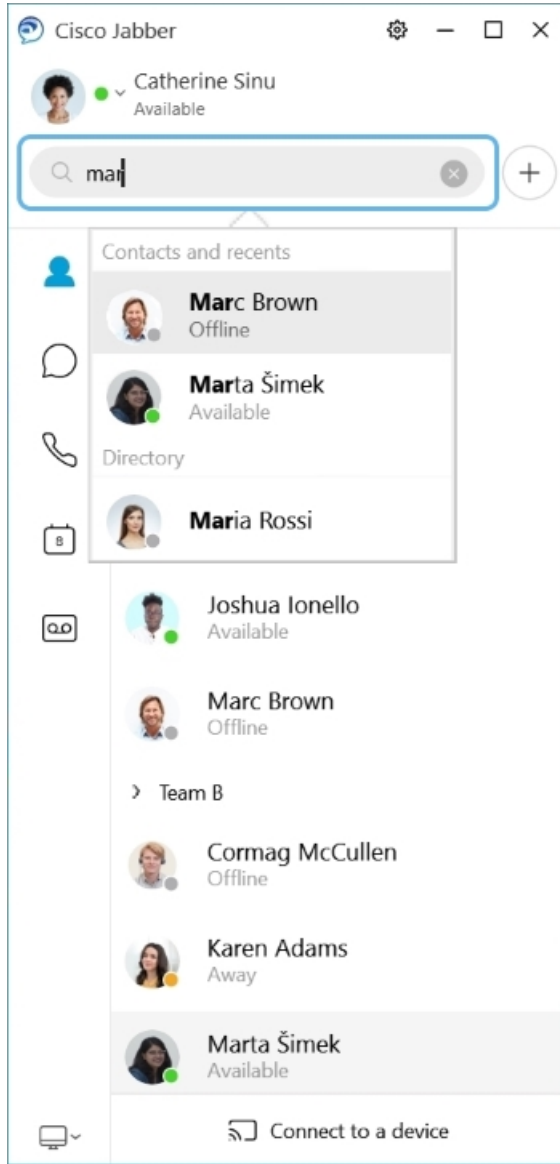 Cisco Jabber
Catherine Sinu
Available
mar
Contacts and recents
Marc Brown
Offline
Marta Šimek
Available
Directory
Maria Rossi
8
Joshua Ionello
Available
Marc Brown
Offline
Team B
Cormag McCullen
Offline
Karen Adams
Away
Marta Šimek
Available
Connect to a device